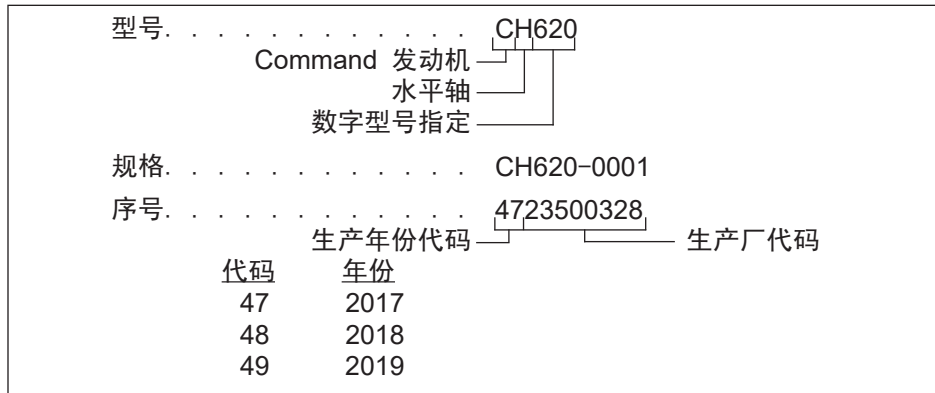 型号. . . . . . . . . . . . . CH620
Command 发动机
水平轴
数字型号指定
规格. . . . . . . . . . . . . CH620-0001
序号. . . . . . . . . . . . . 4723500328
生产年份代码 生产厂代码
代码 年份
47 2017
48 2018
49 2019